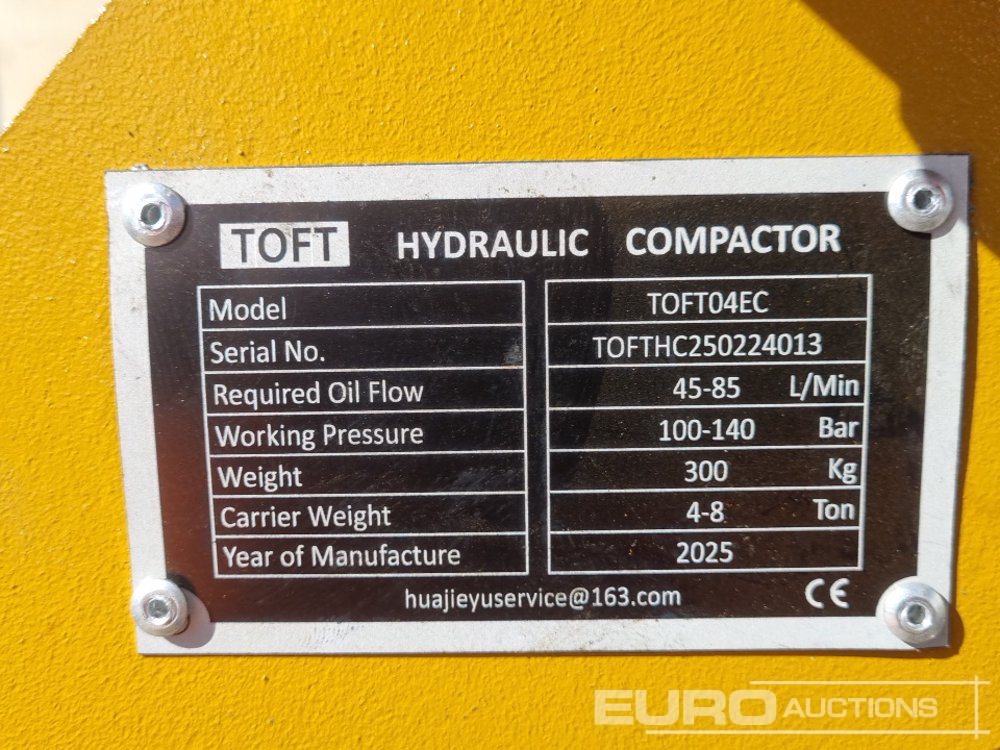 TOFT HYDRAULIC COMPACTOR
Model TOFT04EC
Serial No. TOFTHC250224013
Required Oil Flow 45-85 L/Min
Working Pressure 100-140 Bar
Weight 300 Kg
Carrier Weight 4-8 Ton
Year of Manufacture 2025
huajieyuservice@163.com CE
EURO AUCTIONS